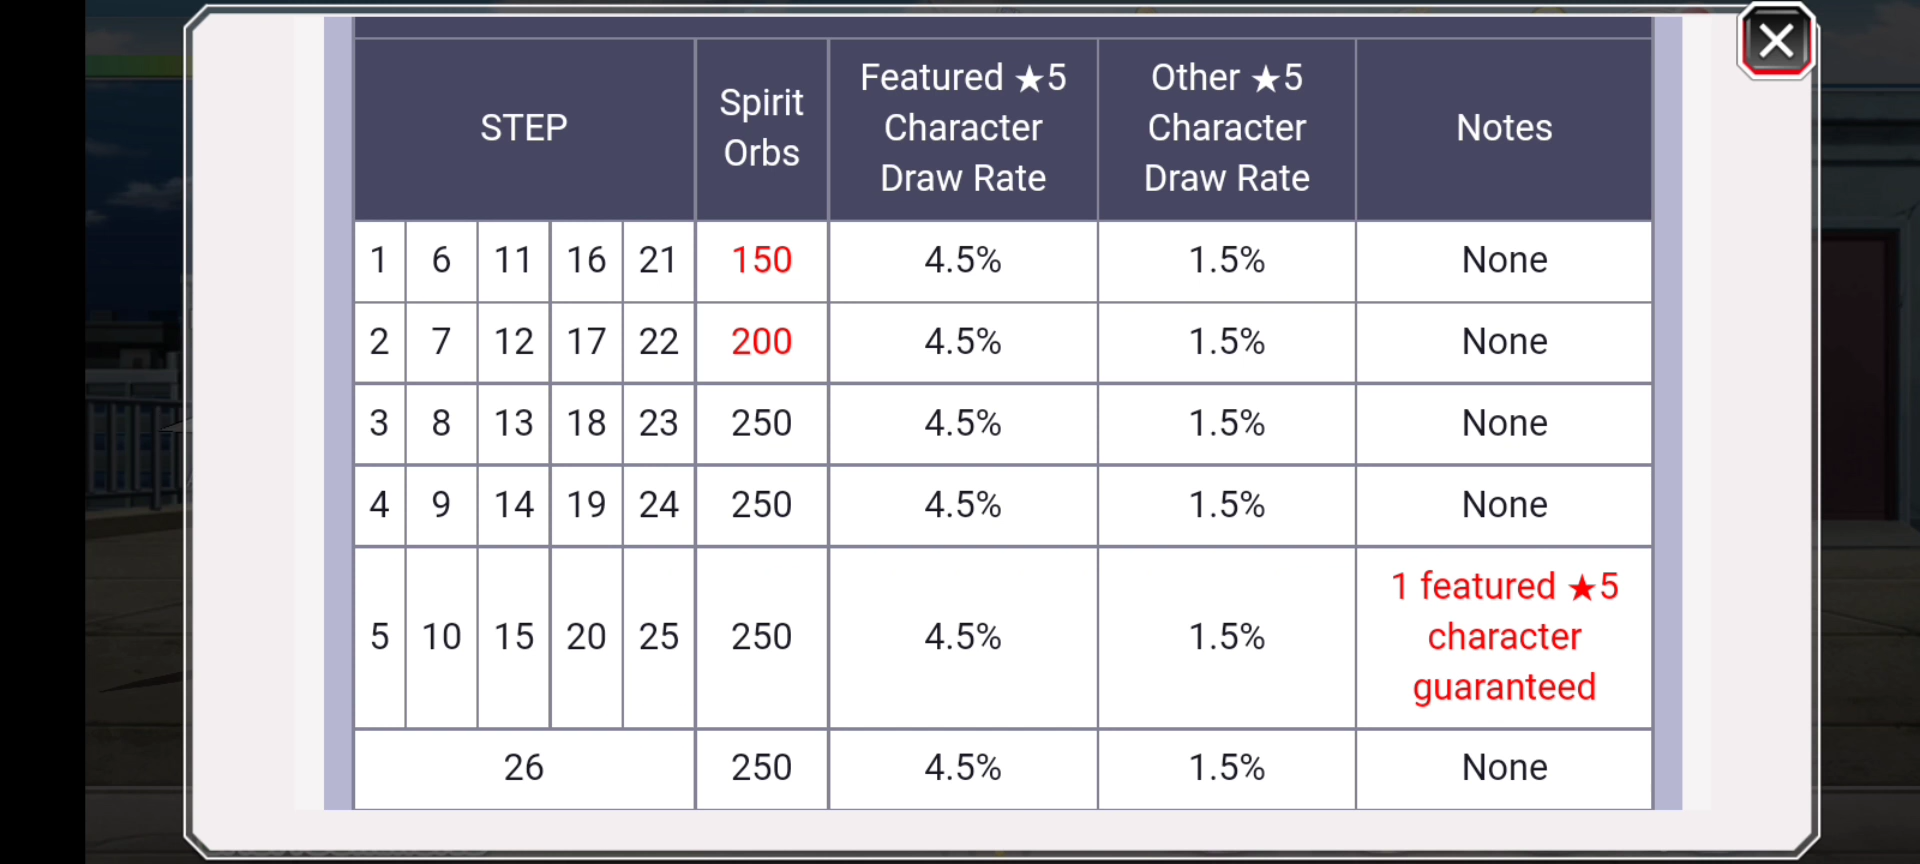 STEP
Spirit
Orbs
Featured ★5
Character
Draw Rate
Other ★5
Character
Draw Rate
Notes
1 6 11 16 21 150 4.5% 1.5% None
2 7 12 17 22 200 4.5% 1.5% None
3 8 13 18 23 250 4.5% 1.5% None
4 9 14 19 24 250 4.5% 1.5% None
5 10 15 20 25 250 4.5% 1.5% 1 featured ★5
character
guaranteed
26 250 4.5% 1.5% None